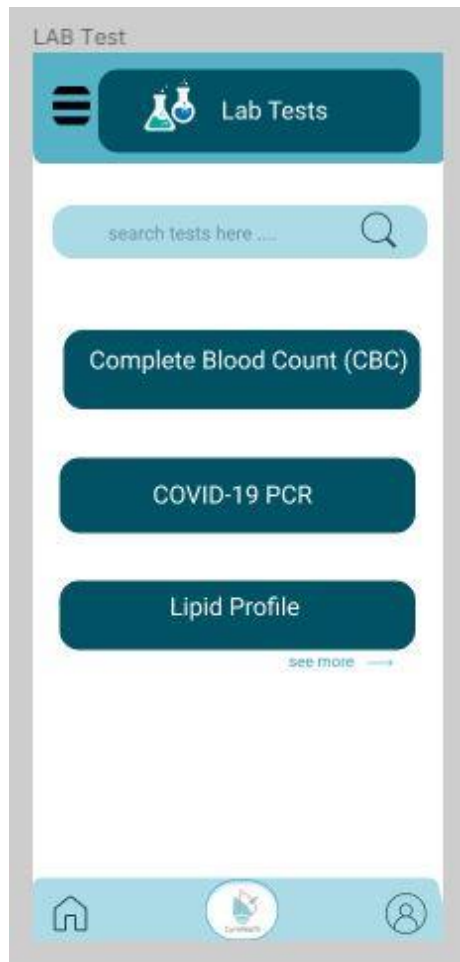 LAB Test
Lab Tests
search tests here ....
Complete Blood Count (CBC)
COVID-19 PCR
Lipid Profile
see more